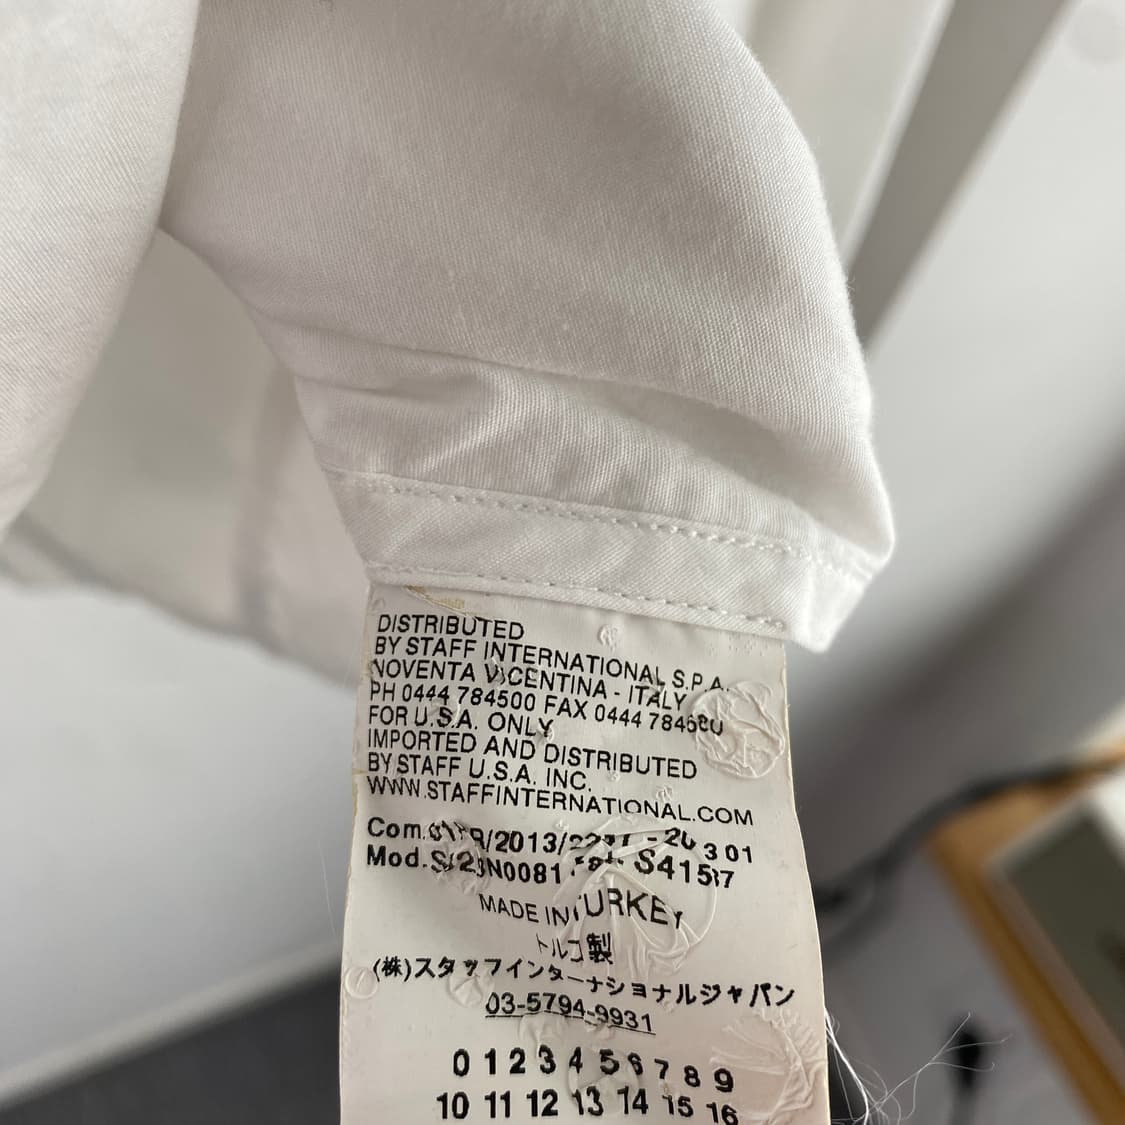 DISTRIBUTED
BY STAFF INTERNATIONAL S.P.A.
NOVENTA VICENTINA - ITALY
PH 0444 784500 FAX 0444
FOR U.S.A. ONLY
IMPORTED AND DISTRIBUTED
BY STAFF U.S.A. INC.
WWW.STAFFINTERNATIONAL.COM
Com.
Mod.
MADE IN TURKEY
トルコ製
(株)スタッフインターナショナルジャパン
03-5794-9931
0 1 2 3 4 5 6 7 8 9
10 11 12 13 14 15 16